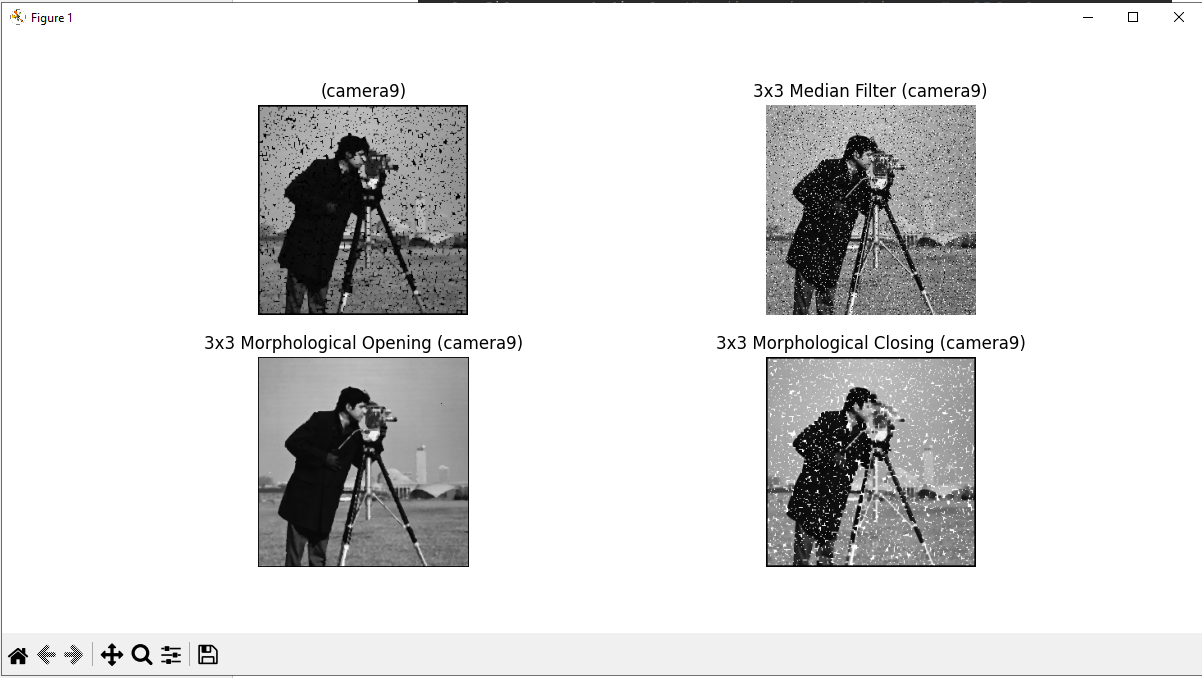 Figure 1
(camera9)
3x3 Median Filter (camera9)
3x3 Morphological Opening (camera9)
3x3 Morphological Closing (camera9)